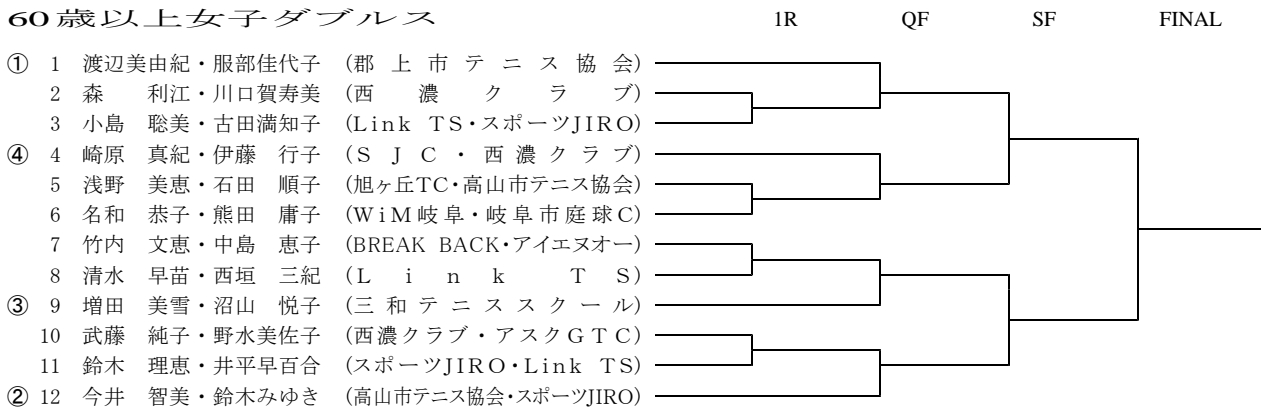 60歳以上女子ダブルス 1R QF SF FINAL
① 1 渡辺美由紀・服部佳代子 (郡上市テニス協会)
2 森 利江・川口賀寿美 (西濃クラブ)
3 小島 聡美・古田満知子 (Link TS・スポーツJIRO)
④ 4 崎原 真紀・伊藤 行子 (SJC・西濃クラブ)
5 浅野 美恵・石田 順子 (旭ヶ丘TC・高山市テニス協会)
6 名和 恭子・熊田 庸子 (WiM岐阜・岐阜市庭球C)
7 竹内 文恵・中島 恵子 (BREAK BACK・アイエヌオー)
8 清水 早苗・西垣 三紀 (Link TS)
③ 9 増田 美雪・沼山 悦子 (三和テニススクール)
10 武藤 純子・野水美佐子 (西濃クラブ・アスクGTC)
11 鈴木 理恵・井平早百合 (スポーツJIRO・Link TS)
② 12 今井 智美・鈴木みゆき (高山市テニス協会・スポーツJIRO)